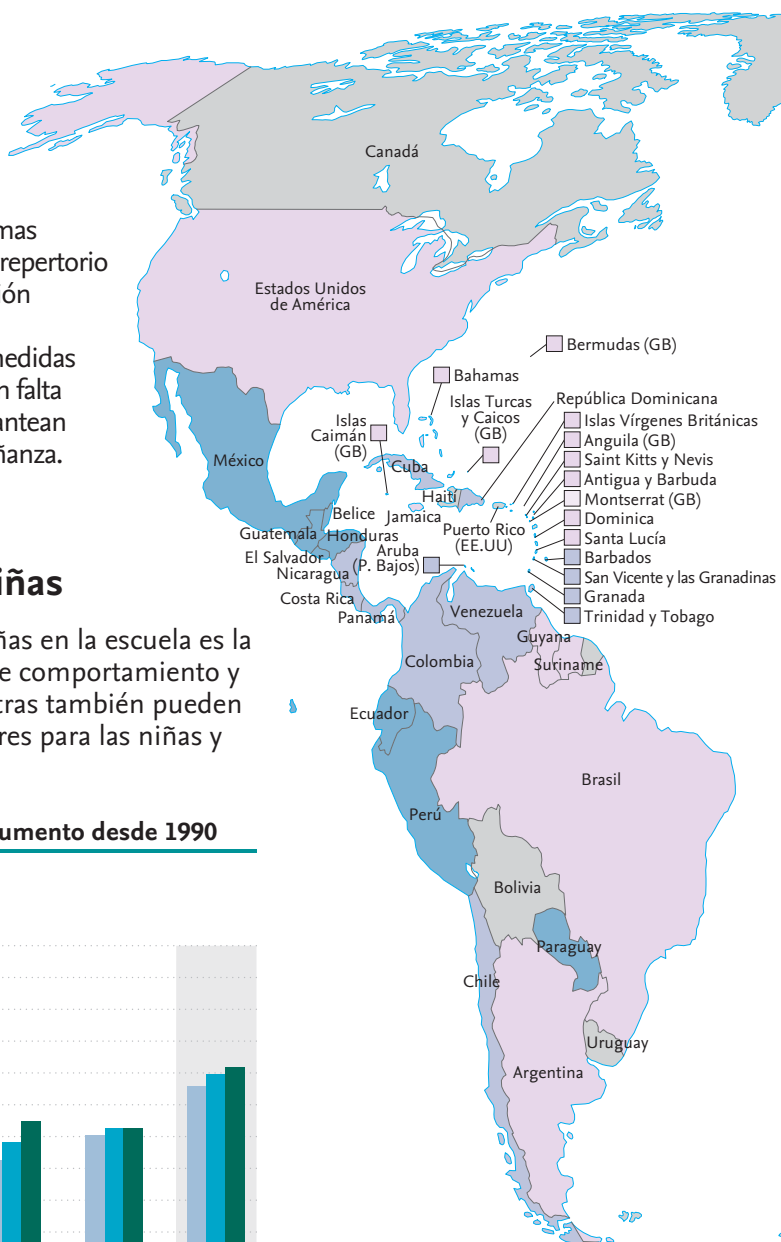 Canadá
mas
repertorio
ión
nedidas
n falta
antean
ñanza.
Estados Unidos
de América
Bermudas (GB)
Bahamas
Islas Turcas
y Caicos
(GB)
República Dominicana
Islas Vírgenes Británicas
Anguila (GB)
Saint Kitts y Nevis
Antigua y Barbuda
Montserrat (GB)
Dominica
Santa Lucía
Barbados
San Vicente y las Granadinas
Granada
Trinidad y Tobago
Islas
Caimán
(GB)
México
Cuba
Haití
Jamaica
Puerto Rico
(EE.UU)
Belice
Guatemala
Honduras
El Salvador
Nicaragua
Aruba
(P. Bajos)
Costa Rica
Panamá
Venezuela
Guyana
Suriname
Colombia
Ecuador
Perú
Brasil
Bolivia
Paraguay
Chile
Uruguay
Argentina
iñas
ñas en la escuela es la
e comportamiento y
tras también pueden
res para las niñas y
umento desde 1990